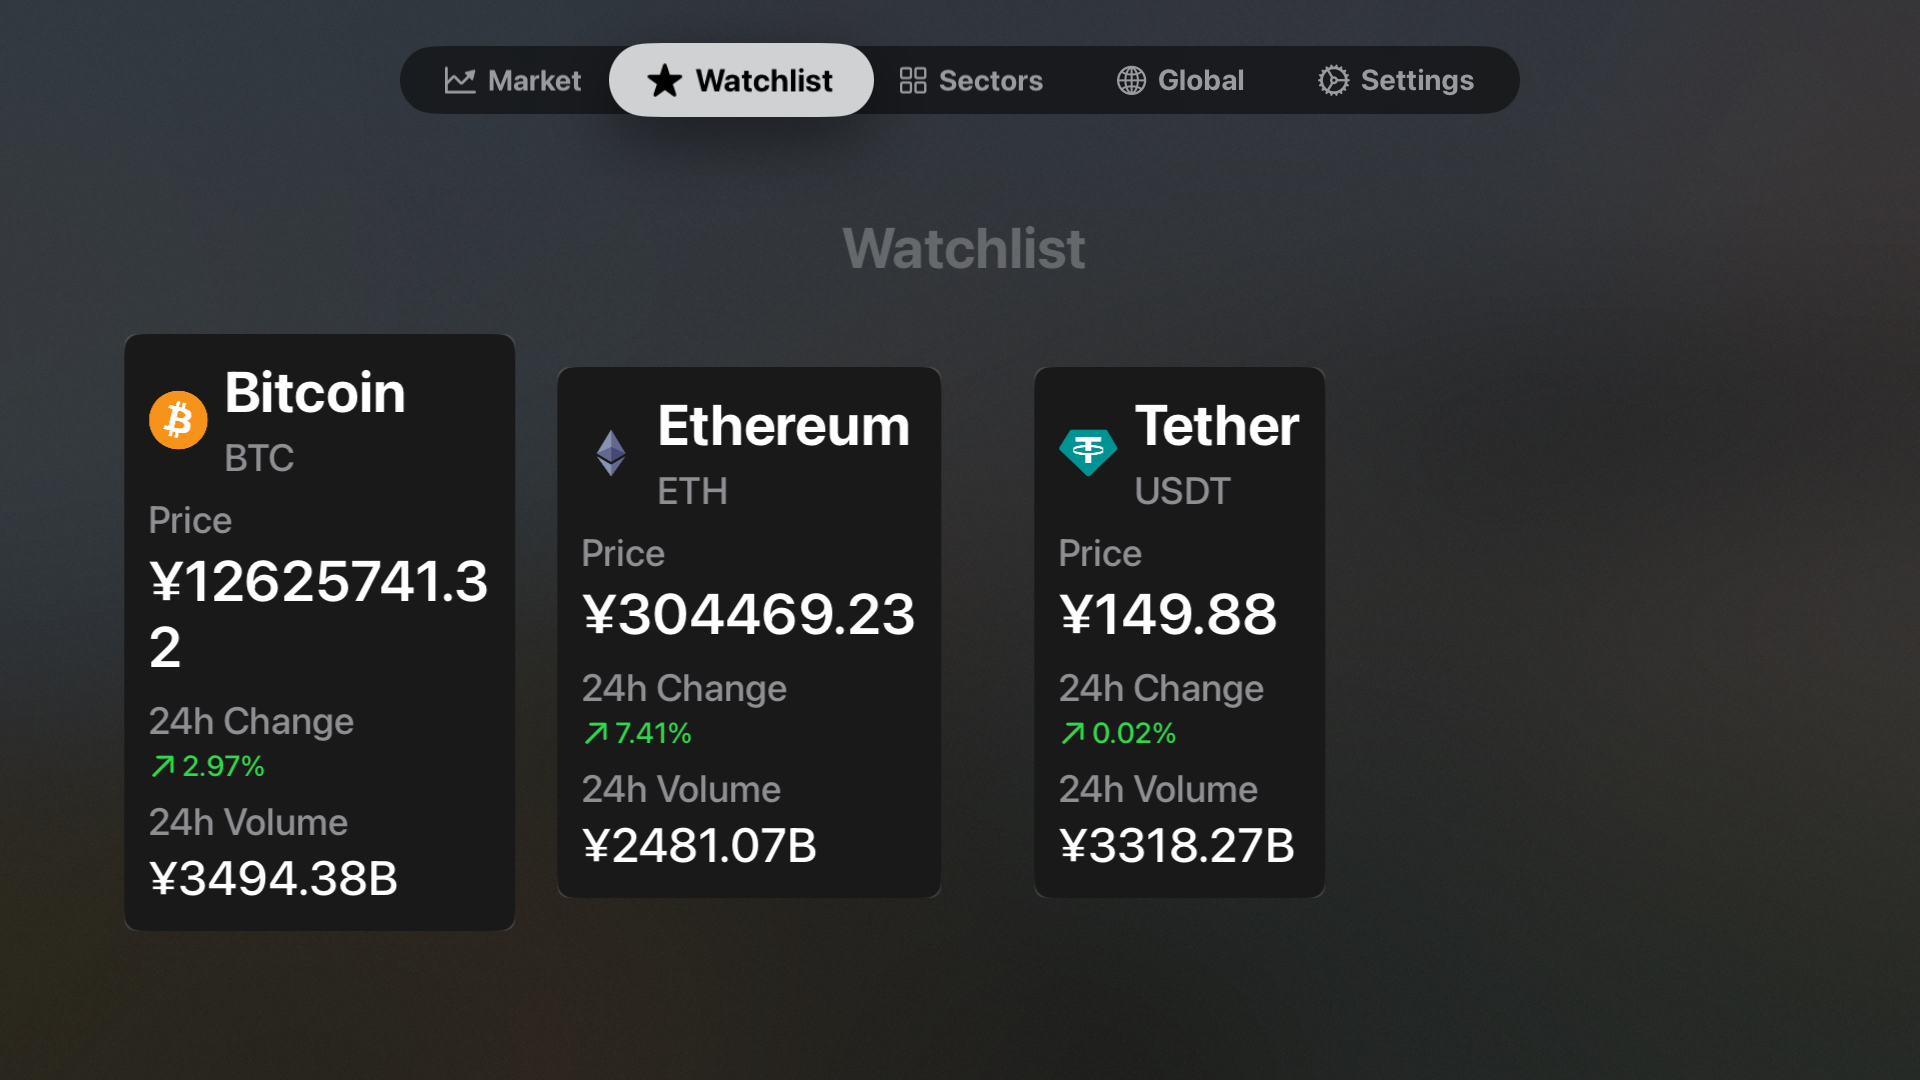 Market
Watchlist
Sectors
Global
Settings
Watchlist
Bitcoin
BTC
Price
¥12625741.3
2
24h Change
2.97%
24h Volume
¥3494.38B
Ethereum
ETH
Price
¥304469.23
24h Change
7.41%
24h Volume
¥2481.07B
Tether
USDT
Price
¥149.88
24h Change
0.02%
24h Volume
¥3318.27B